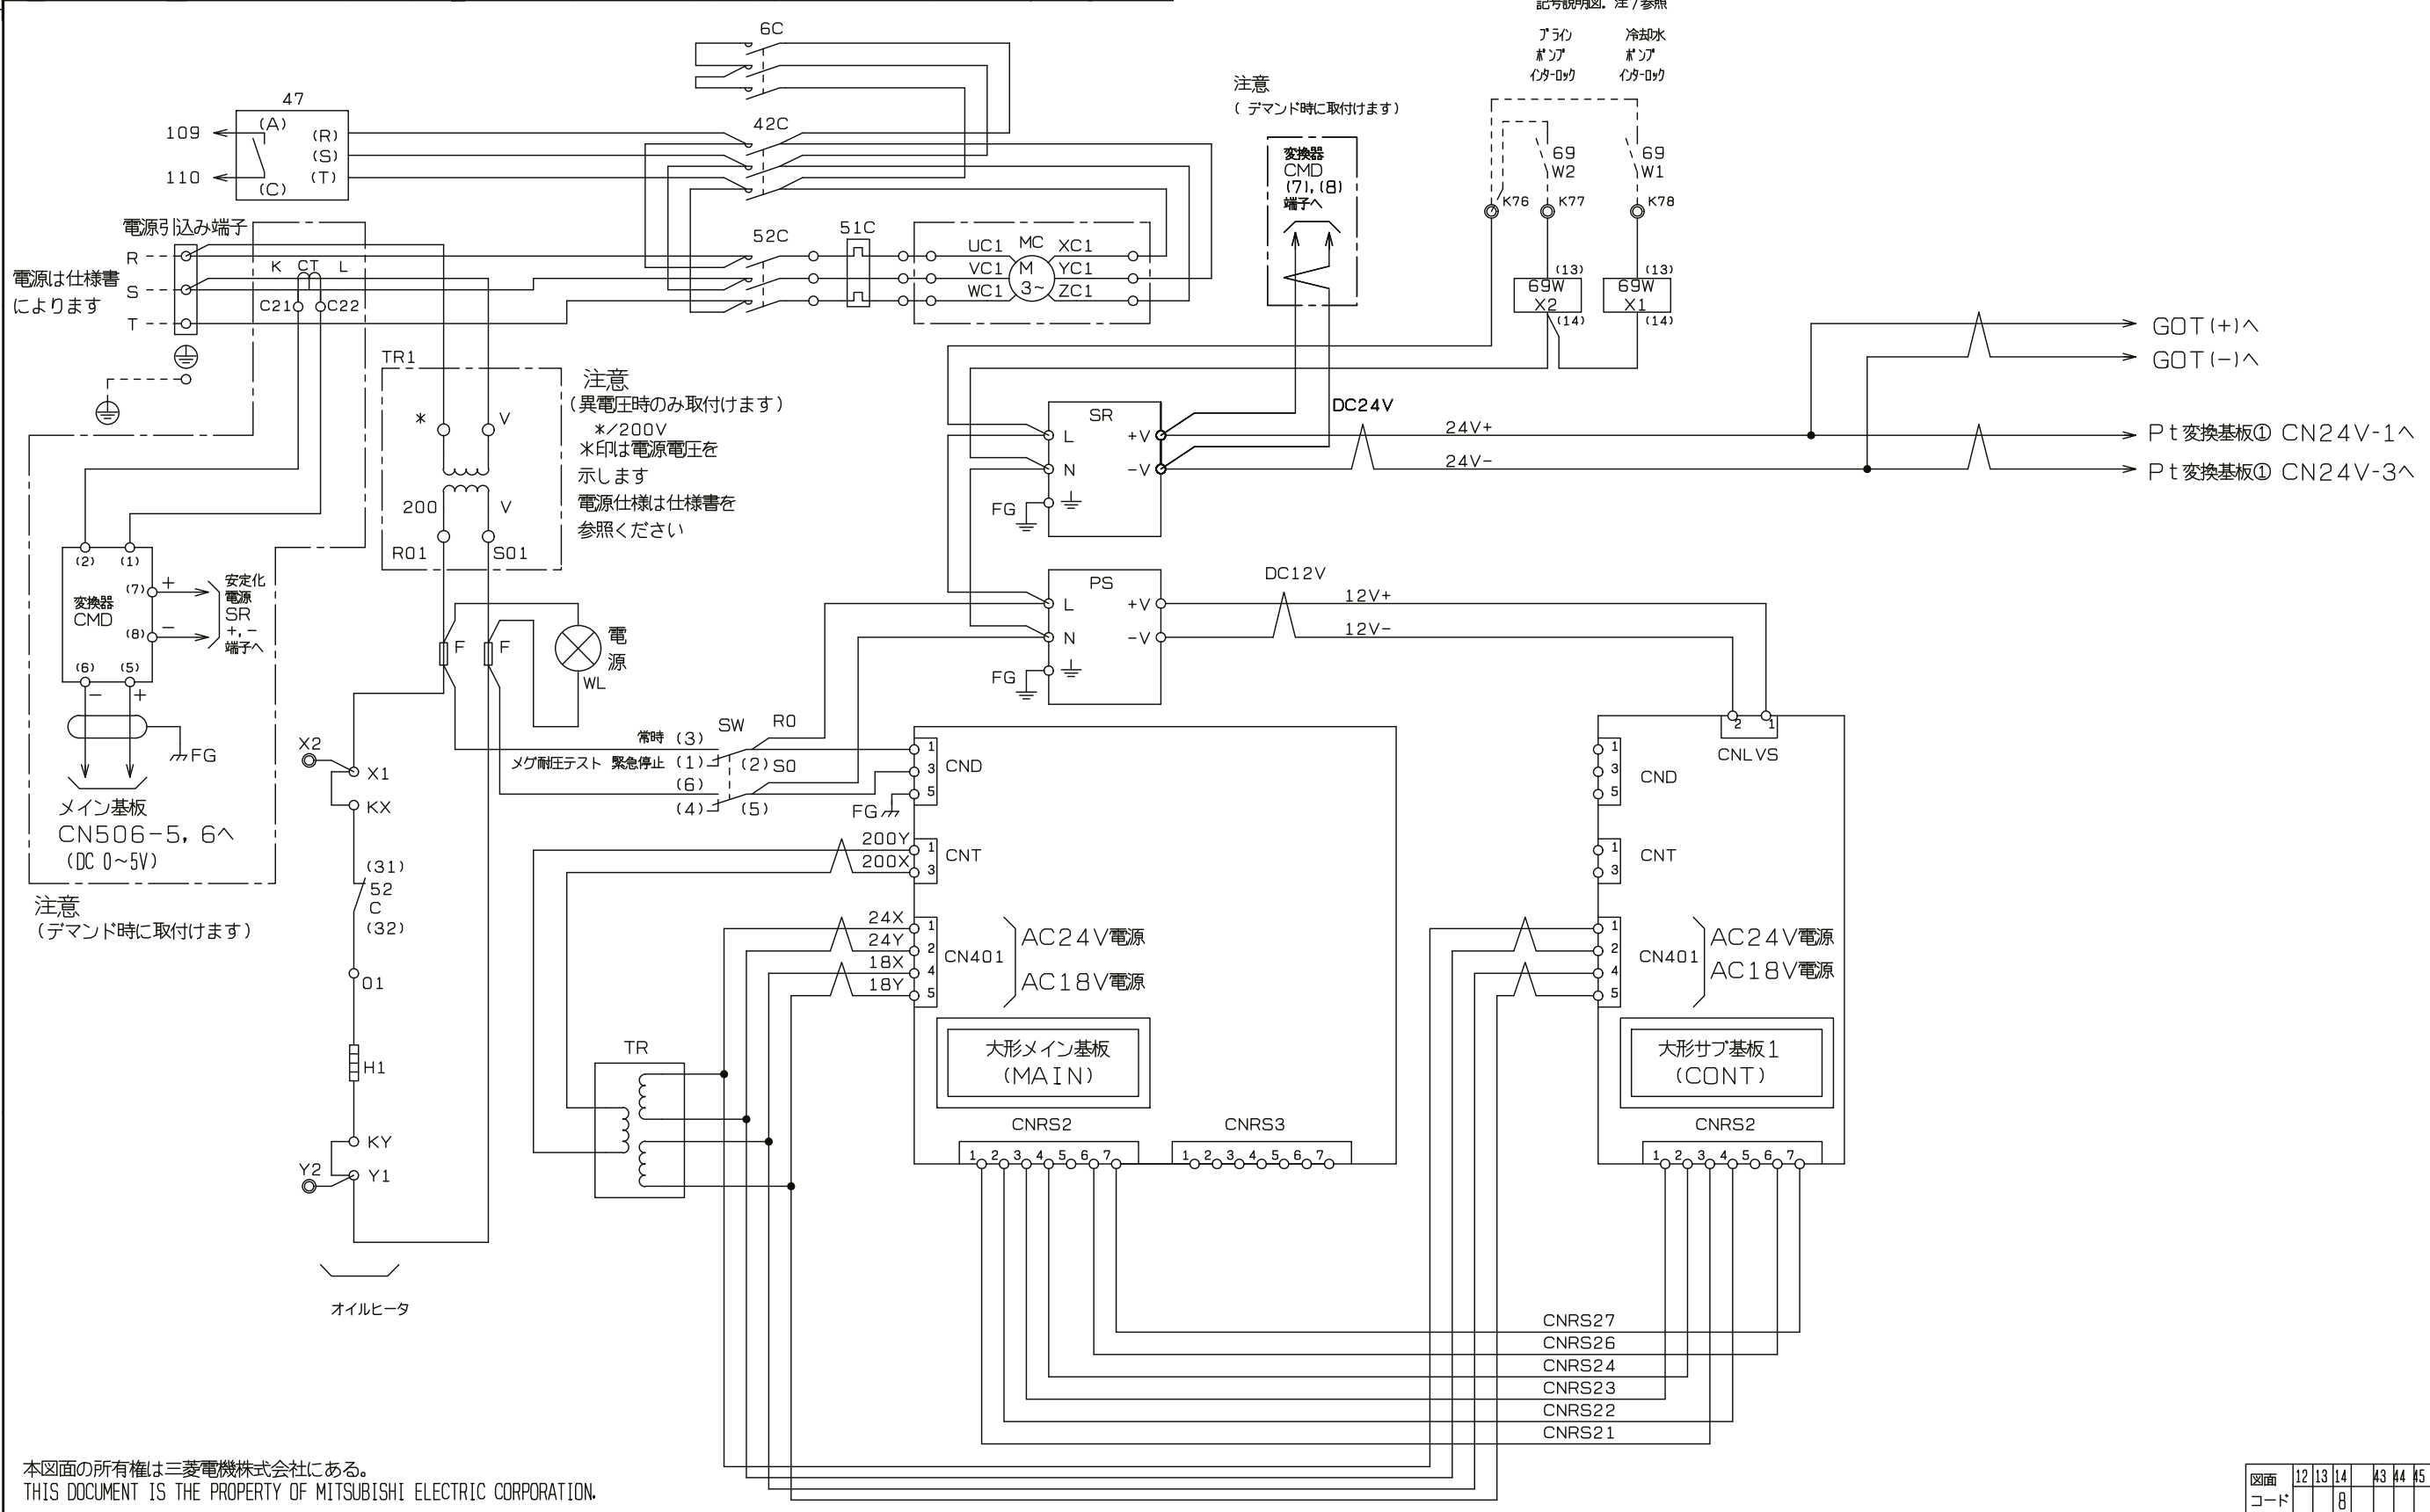 記号説明図．注７参照
ブライン
ポンプ
インターロック
冷却水
ポンプ
インターロック
6C
注意
( デマンド時に取付けます)
47
109
(A)
(R)
(S)
110
(T)
(C)
42C
変換器
CMD
(7),(8)
端子へ
69
W2
69
W1
K76
K77
K78
電源引込み端子
電源は仕様書
によります
R
S
T
K CT L
C21
C22
52C
51C
UC1
VC1
WC1
MC
M
3~
XC1
YC1
ZC1
(13)
69W
X2
(14)
(13)
69W
X1
(14)
GOT(+)へ
GOT(-)へ
TR1
*
V
200
V
R01
S01
注意
(異電圧時のみ取付けます)
*/200V
*印は電源電圧を
示します
電源仕様は仕様書を
参照ください
SR
L
N
+V
-V
FG
DC24V
24V+
24V-
Pt変換基板① CN24V-1へ
Pt変換基板① CN24V-3へ
(2)
(1)
変換器
CMD
(7)
+
(8)
-
(6)
(5)
-
+
安定化
電源
SR
+,-
端子へ
FG
メイン基板
CN506-5, 6へ
(DC 0~5V)
注意
(デマンド時に取付けます)
F
F
電
源
WL
PS
L
N
+V
-V
FG
DC12V
12V+
12V-
SW
R0
S0
常時 (3)
メグ耐圧テスト 緊急停止 (1)
(2)
(6)
(4)
(5)
FG
X2
X1
KX
(31)
52
C
(32)
01
H1
KY
Y2
Y1
オイルヒータ
1
3
5
CND
200Y
200X
1
3
CNT
24X
24Y
18X
18Y
1
2
4
5
CN401
AC24V電源
AC18V電源
TR
大形メイン基板
(MAIN)
CNRS2
1 2 3 4 5 6 7
CNRS3
1 2 3 4 5 6 7
2 1
CNLVS
1
3
5
CND
1
3
CNT
1
2
4
5
CN401
AC24V電源
AC18V電源
大形サブ基板1
(CONT)
CNRS2
1 2 3 4 5 6 7
CNRS27
CNRS26
CNRS24
CNRS23
CNRS22
CNRS21
本図面の所有権は三菱電機株式会社にある。
THIS DOCUMENT IS THE PROPERTY OF MITSUBISHI ELECTRIC CORPORATION.
図面
コード
12 13 14 43 44 45
8